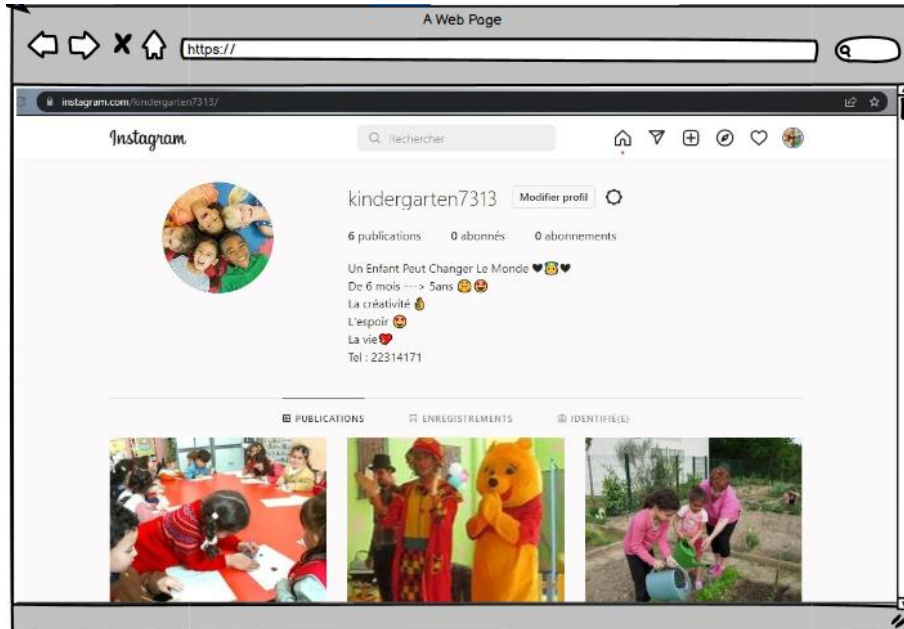 A Web Page
https://
instagram.com/kindergarten7313/
Instagram
Rechercher
kindergarten7313 Modifier profil
6 publications 0 abonnés 0 abonnements
Un Enfant Peut Changer Le Monde 🖤😇🖤
De 6 mois ---> 5ans 🤗😍
La créativité 👌
L'espoir 😍
La vie💖
Tel : 22314171
PUBLICATIONS ENREGISTREMENTS IDENTIFIÉ(E)